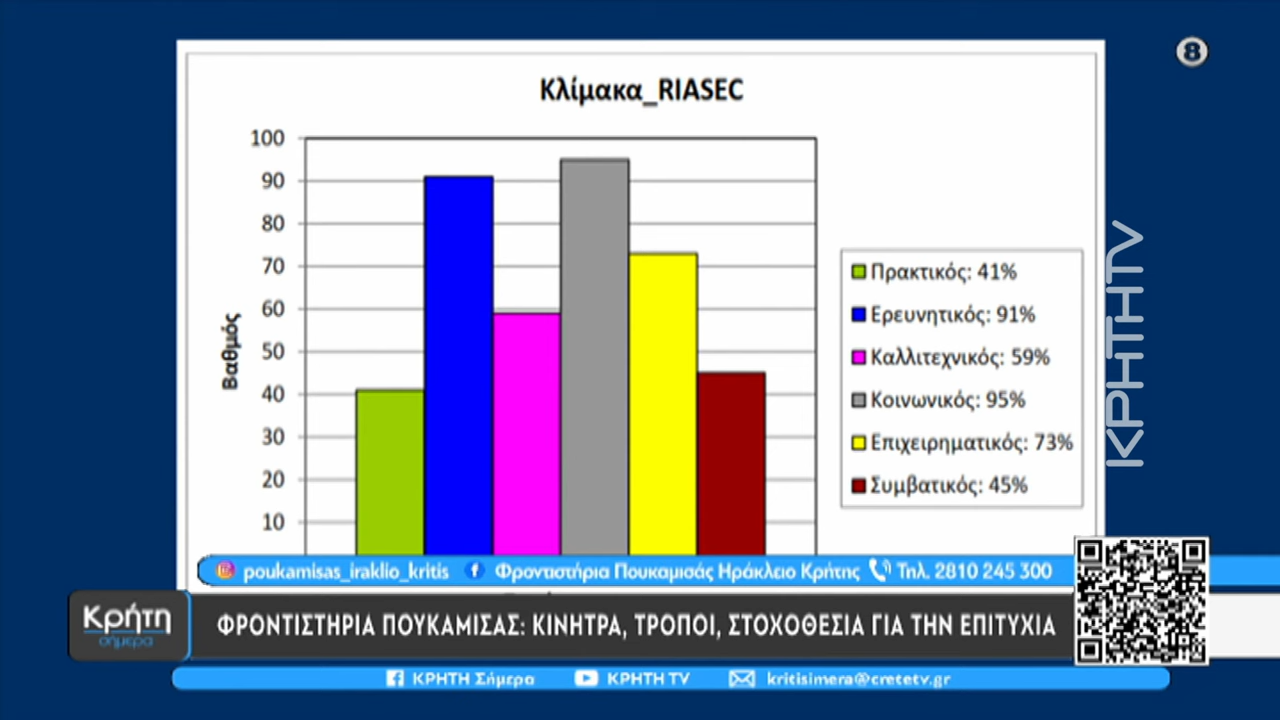 8
Κλίμακα_RIASEC
100
90
80
70
60
50
40
30
20
10
Βαθμός
Πρακτικός: 41%
Ερευνητικός: 91%
Καλλιτεχνικός: 59%
Κοινωνικός: 95%
Επιχειρηματικός: 73%
Συμβατικός: 45%
ΚΡΗΤΗTV
poukamisas_iraklio_kritis Φροντιστήρια Πουκαμισάς Ηράκλειο Κρήτης Τηλ. 2810 245 300
Κρήτη
σήμερα
ΦΡΟΝΤΙΣΤΗΡΙΑ ΠΟΥΚΑΜΙΣΑΣ: ΚΙΝΗΤΡΑ, ΤΡΟΠΟΙ, ΣΤΟΧΟΘΕΣΙΑ ΓΙΑ ΤΗΝ ΕΠΙΤΥΧΙΑ
ΚΡΗΤΗ Σήμερα ΚΡΗΤΗ TV kritisimera@cretetv.gr